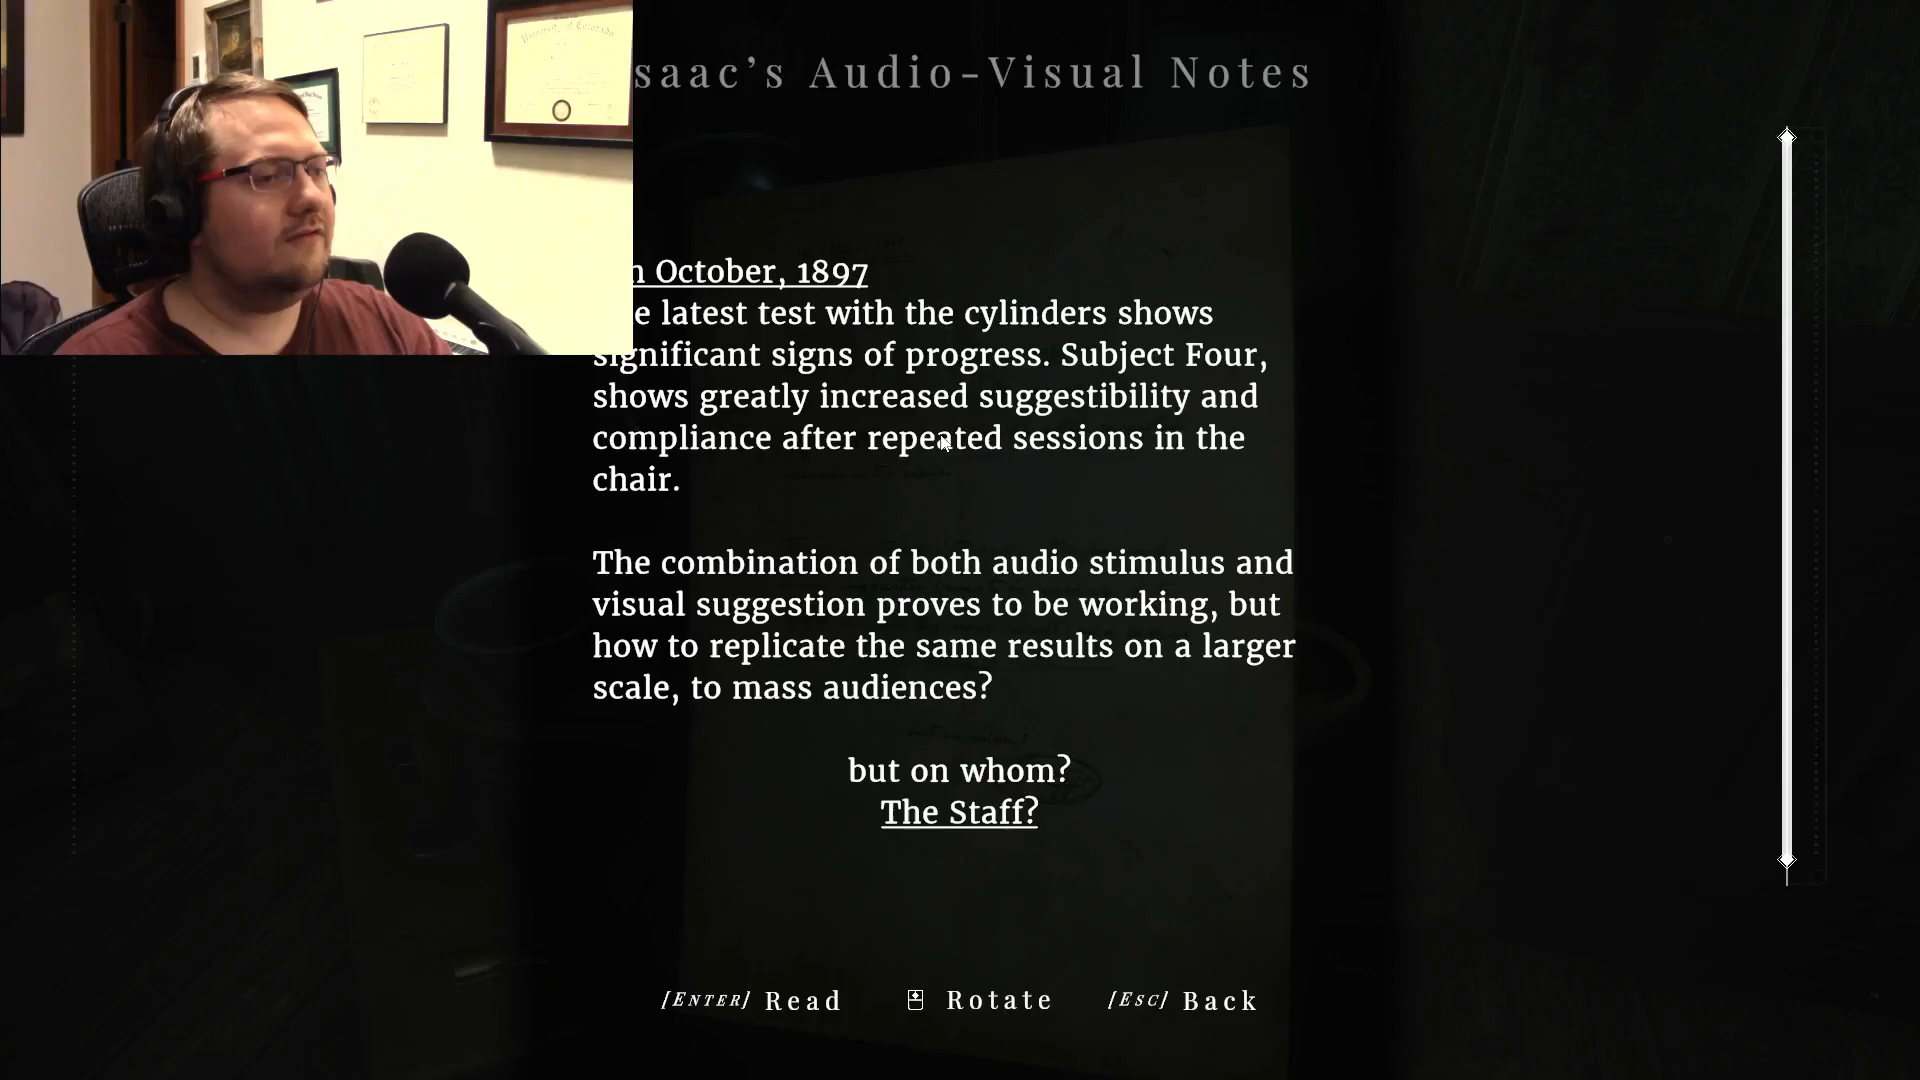 University of Colorado
saac's Audio-Visual Notes
n October, 1897
e latest test with the cylinders shows
significant signs of progress. Subject Four,
shows greatly increased suggestibility and
compliance after repeated sessions in the
chair.
The combination of both audio stimulus and
visual suggestion proves to be working, but
how to replicate the same results on a larger
scale, to mass audiences?
but on whom?
The Staff?
[ENTER] Read Rotate [ESC] Back